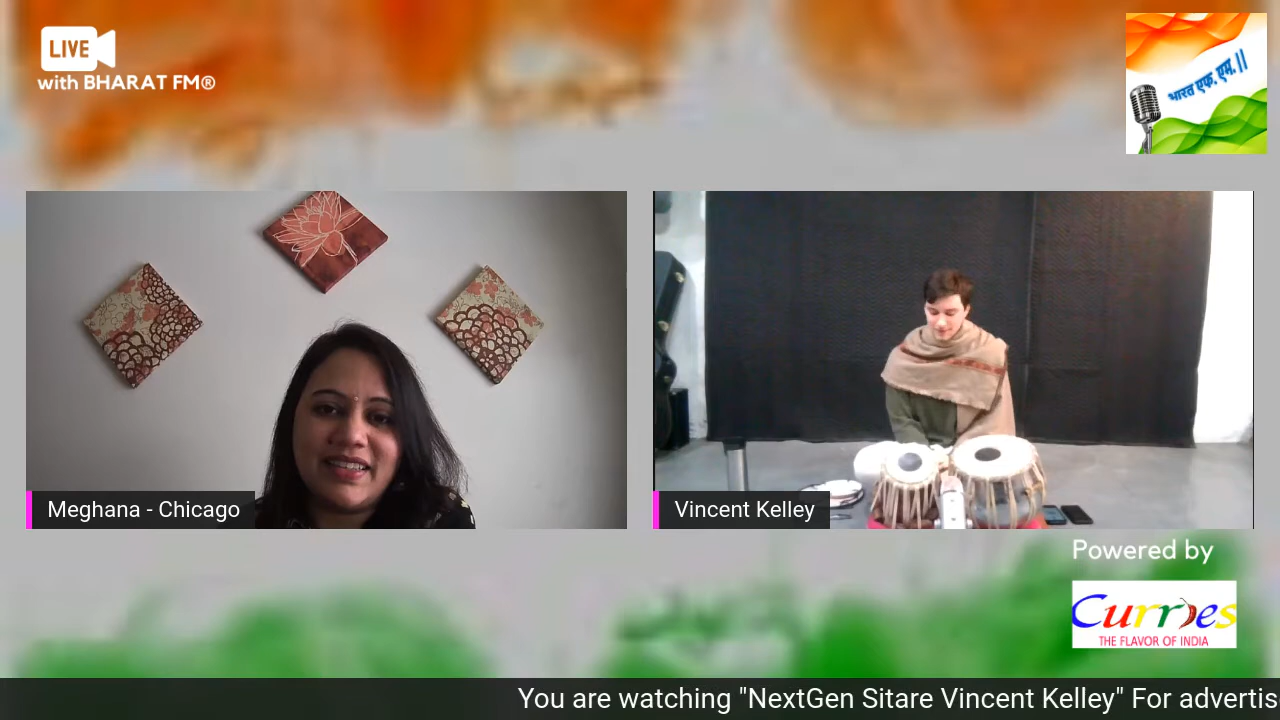 LIVE
with BHARAT FM®
भारत एफ. एम.||
Meghana - Chicago
Vincent Kelley
Powered by
Curries
THE FLAVOR OF INDIA
You are watching "NextGen Sitare Vincent Kelley" For advertis